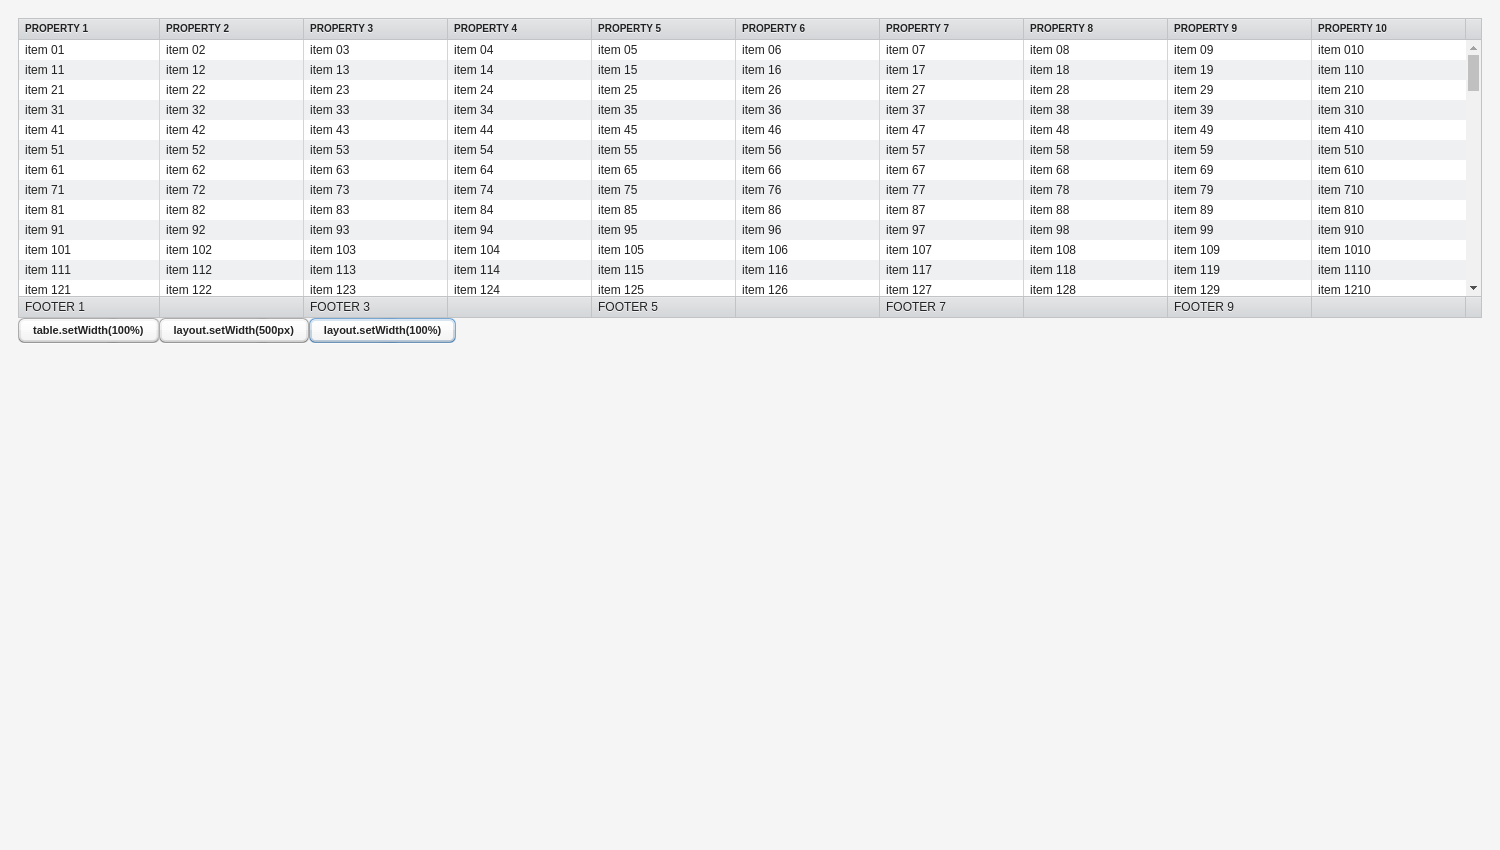 PROPERTY 1 PROPERTY 2 PROPERTY 3 PROPERTY 4 PROPERTY 5 PROPERTY 6 PROPERTY 7 PROPERTY 8 PROPERTY 9 PROPERTY 10
item 01 item 02 item 03 item 04 item 05 item 06 item 07 item 08 item 09 item 010
item 11 item 12 item 13 item 14 item 15 item 16 item 17 item 18 item 19 item 110
item 21 item 22 item 23 item 24 item 25 item 26 item 27 item 28 item 29 item 210
item 31 item 32 item 33 item 34 item 35 item 36 item 37 item 38 item 39 item 310
item 41 item 42 item 43 item 44 item 45 item 46 item 47 item 48 item 49 item 410
item 51 item 52 item 53 item 54 item 55 item 56 item 57 item 58 item 59 item 510
item 61 item 62 item 63 item 64 item 65 item 66 item 67 item 68 item 69 item 610
item 71 item 72 item 73 item 74 item 75 item 76 item 77 item 78 item 79 item 710
item 81 item 82 item 83 item 84 item 85 item 86 item 87 item 88 item 89 item 810
item 91 item 92 item 93 item 94 item 95 item 96 item 97 item 98 item 99 item 910
item 101 item 102 item 103 item 104 item 105 item 106 item 107 item 108 item 109 item 1010
item 111 item 112 item 113 item 114 item 115 item 116 item 117 item 118 item 119 item 1110
item 121 item 122 item 123 item 124 item 125 item 126 item 127 item 128 item 129 item 1210
FOOTER 1 FOOTER 3 FOOTER 5 FOOTER 7 FOOTER 9
table.setWidth(100%) layout.setWidth(500px) layout.setWidth(100%)